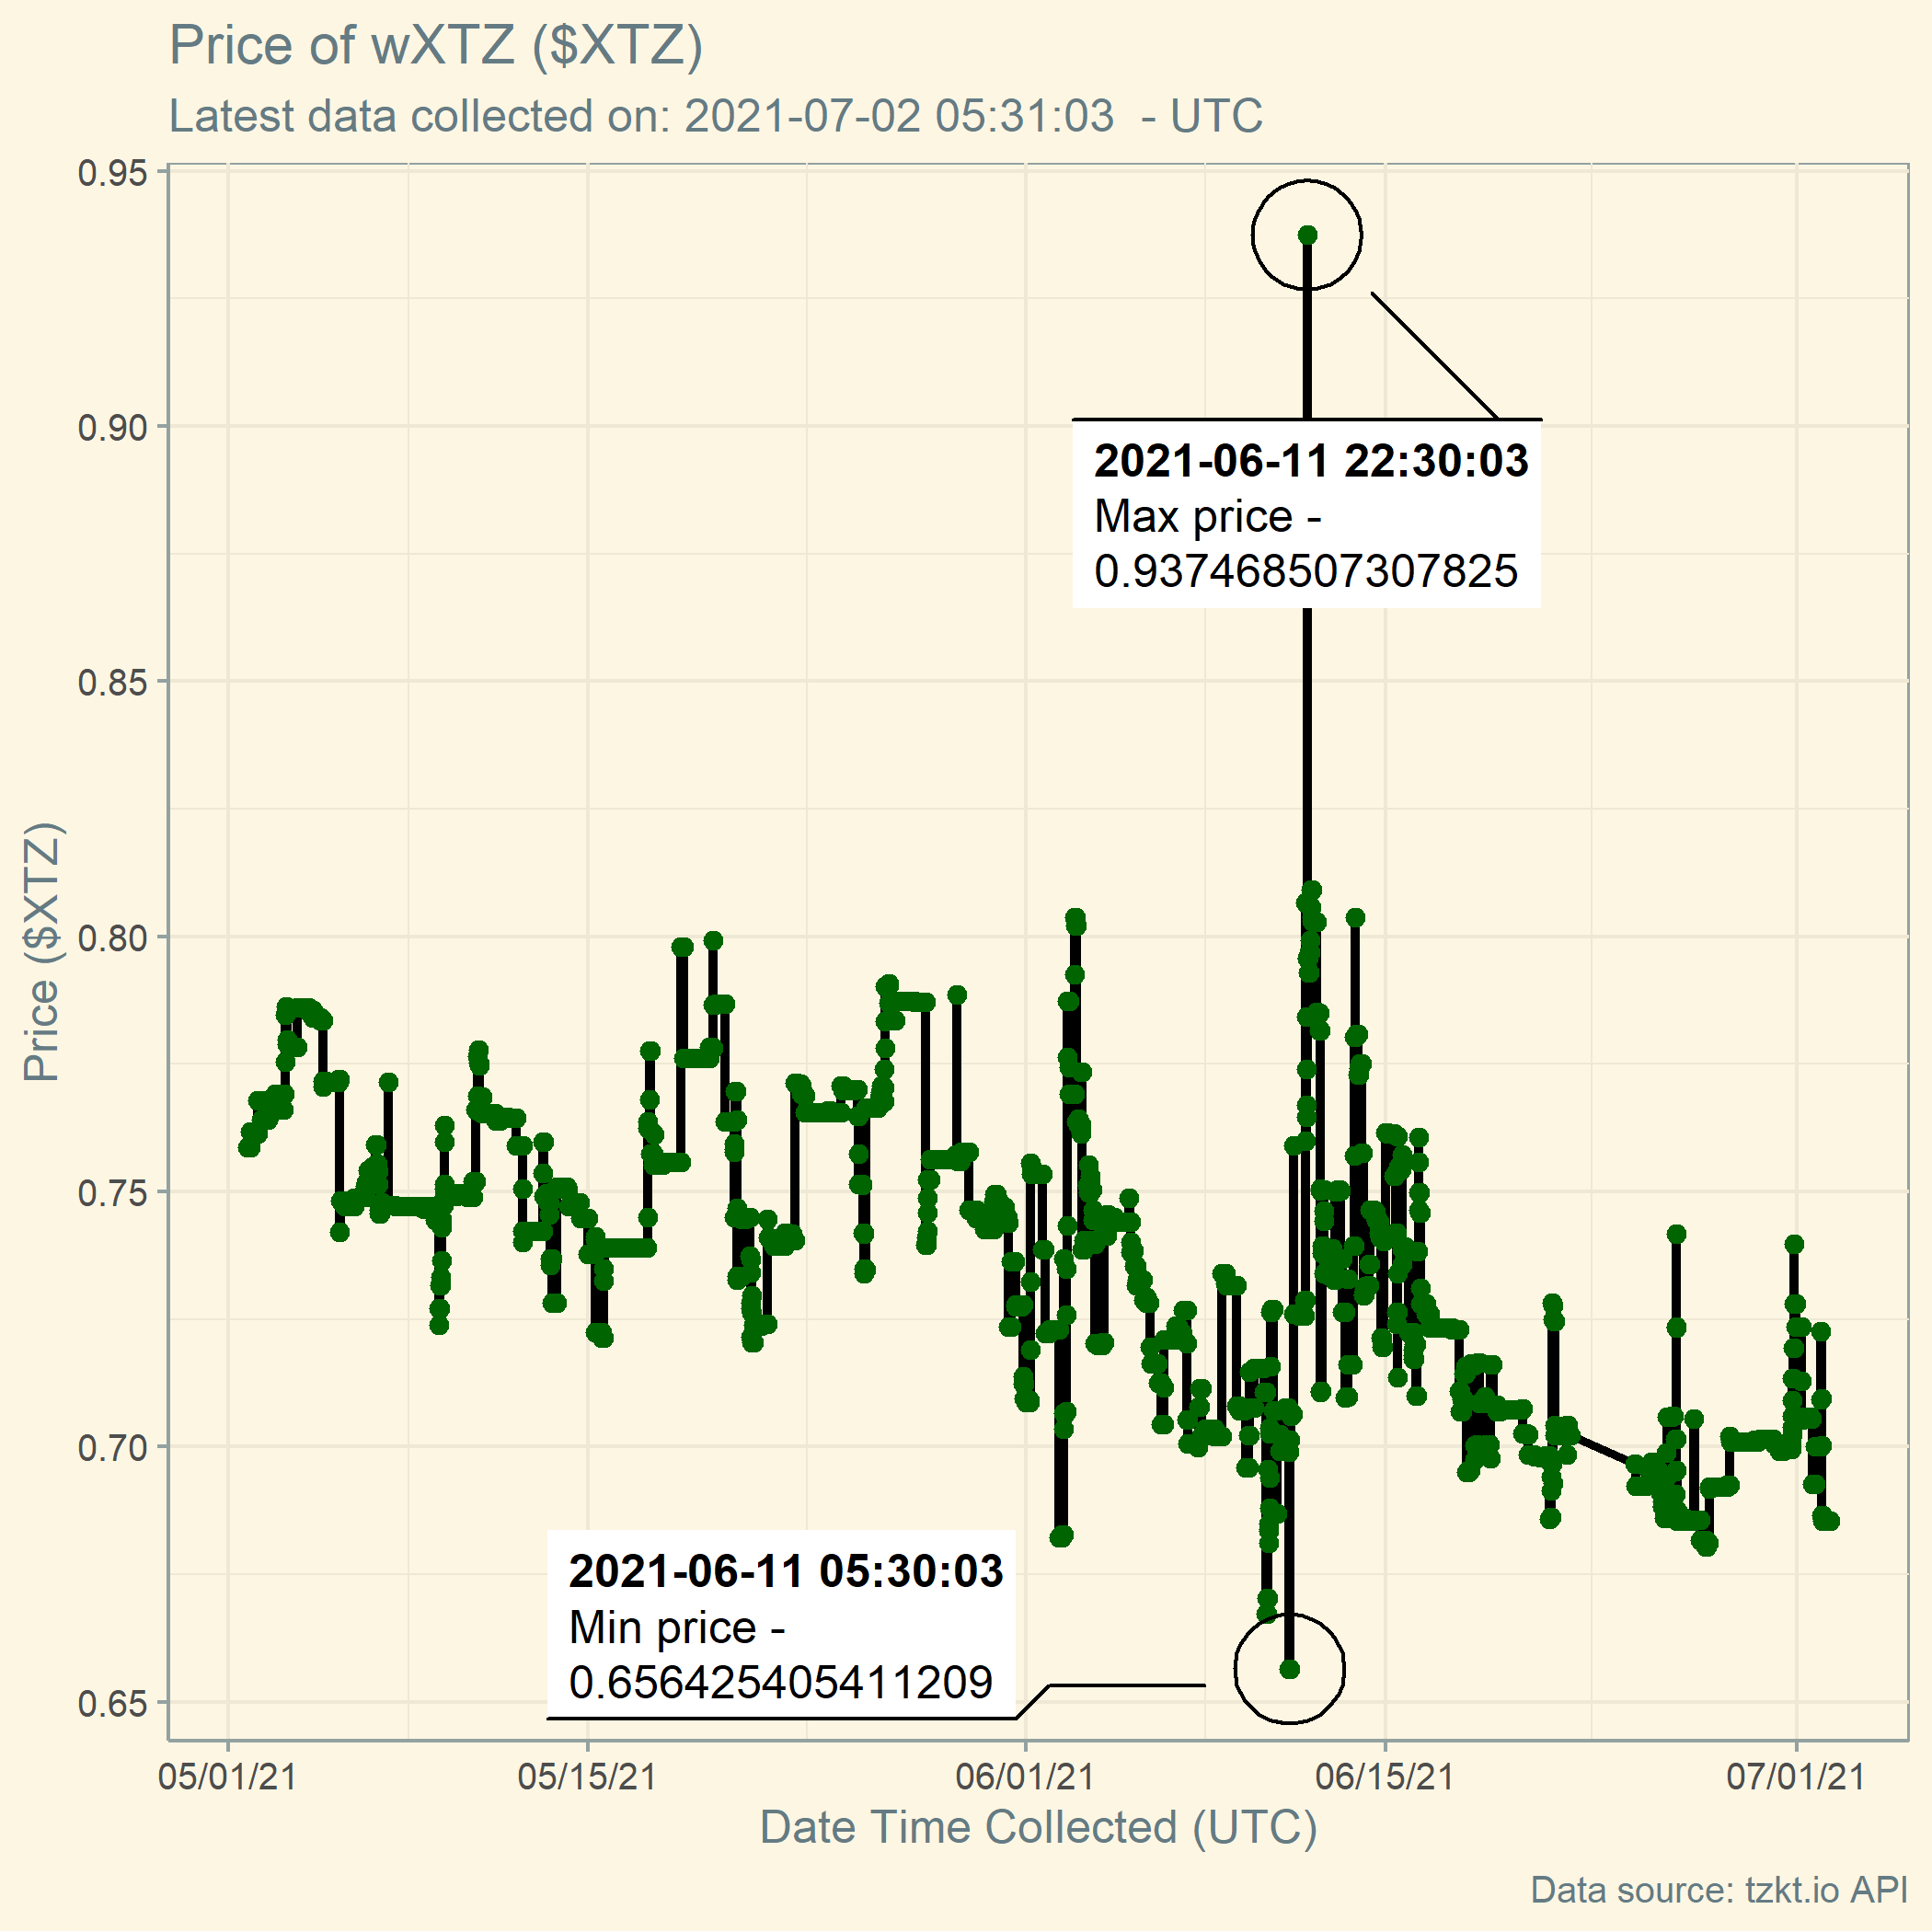 Price of wXTZ ($XTZ)
Latest data collected on: 2021-07-02 05:31:03  - UTC
0.95
0.90
0.85
0.80
0.75
0.70
0.65
Price ($XTZ)
2021-06-11 22:30:03
Max price -
0.937468507307825
2021-06-11 05:30:03
Min price -
0.656425405411209
05/01/21
05/15/21
06/01/21
06/15/21
07/01/21
Date Time Collected (UTC)
Data source: tzkt.io API